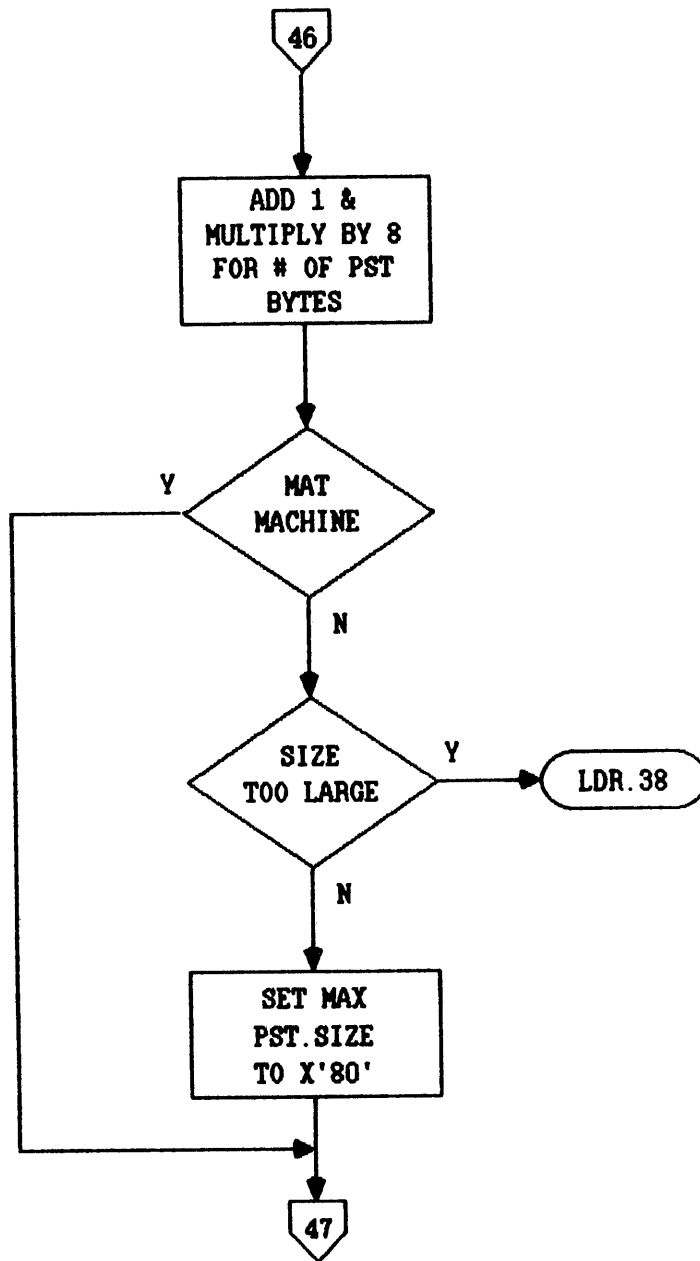 46
ADD 1 &
MULTIPLY BY 8
FOR # OF PST
BYTES
Y
MAT
MACHINE
N
SIZE
TOO LARGE
Y
LDR.38
N
SET MAX
PST.SIZE
TO X'80'
47